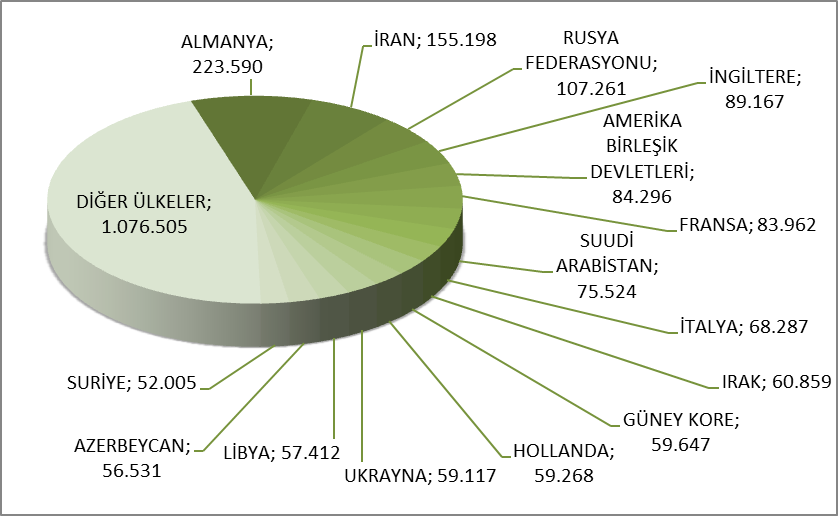 ALMANYA;
223.590
İRAN; 155.198
RUSYA
FEDERASYONU;
107.261
İNGİLTERE;
89.167
AMERİKA
BİRLEŞİK
DEVLETLERİ;
84.296
FRANSA; 83.962
SUUDİ
ARABİSTAN;
75.524
İTALYA; 68.287
IRAK; 60.859
GÜNEY KORE;
59.647
HOLLANDA;
59.268
UKRAYNA; 59.117
LİBYA; 57.412
AZERBEYCAN;
56.531
SURİYE; 52.005
DİĞER ÜLKELER;
1.076.505